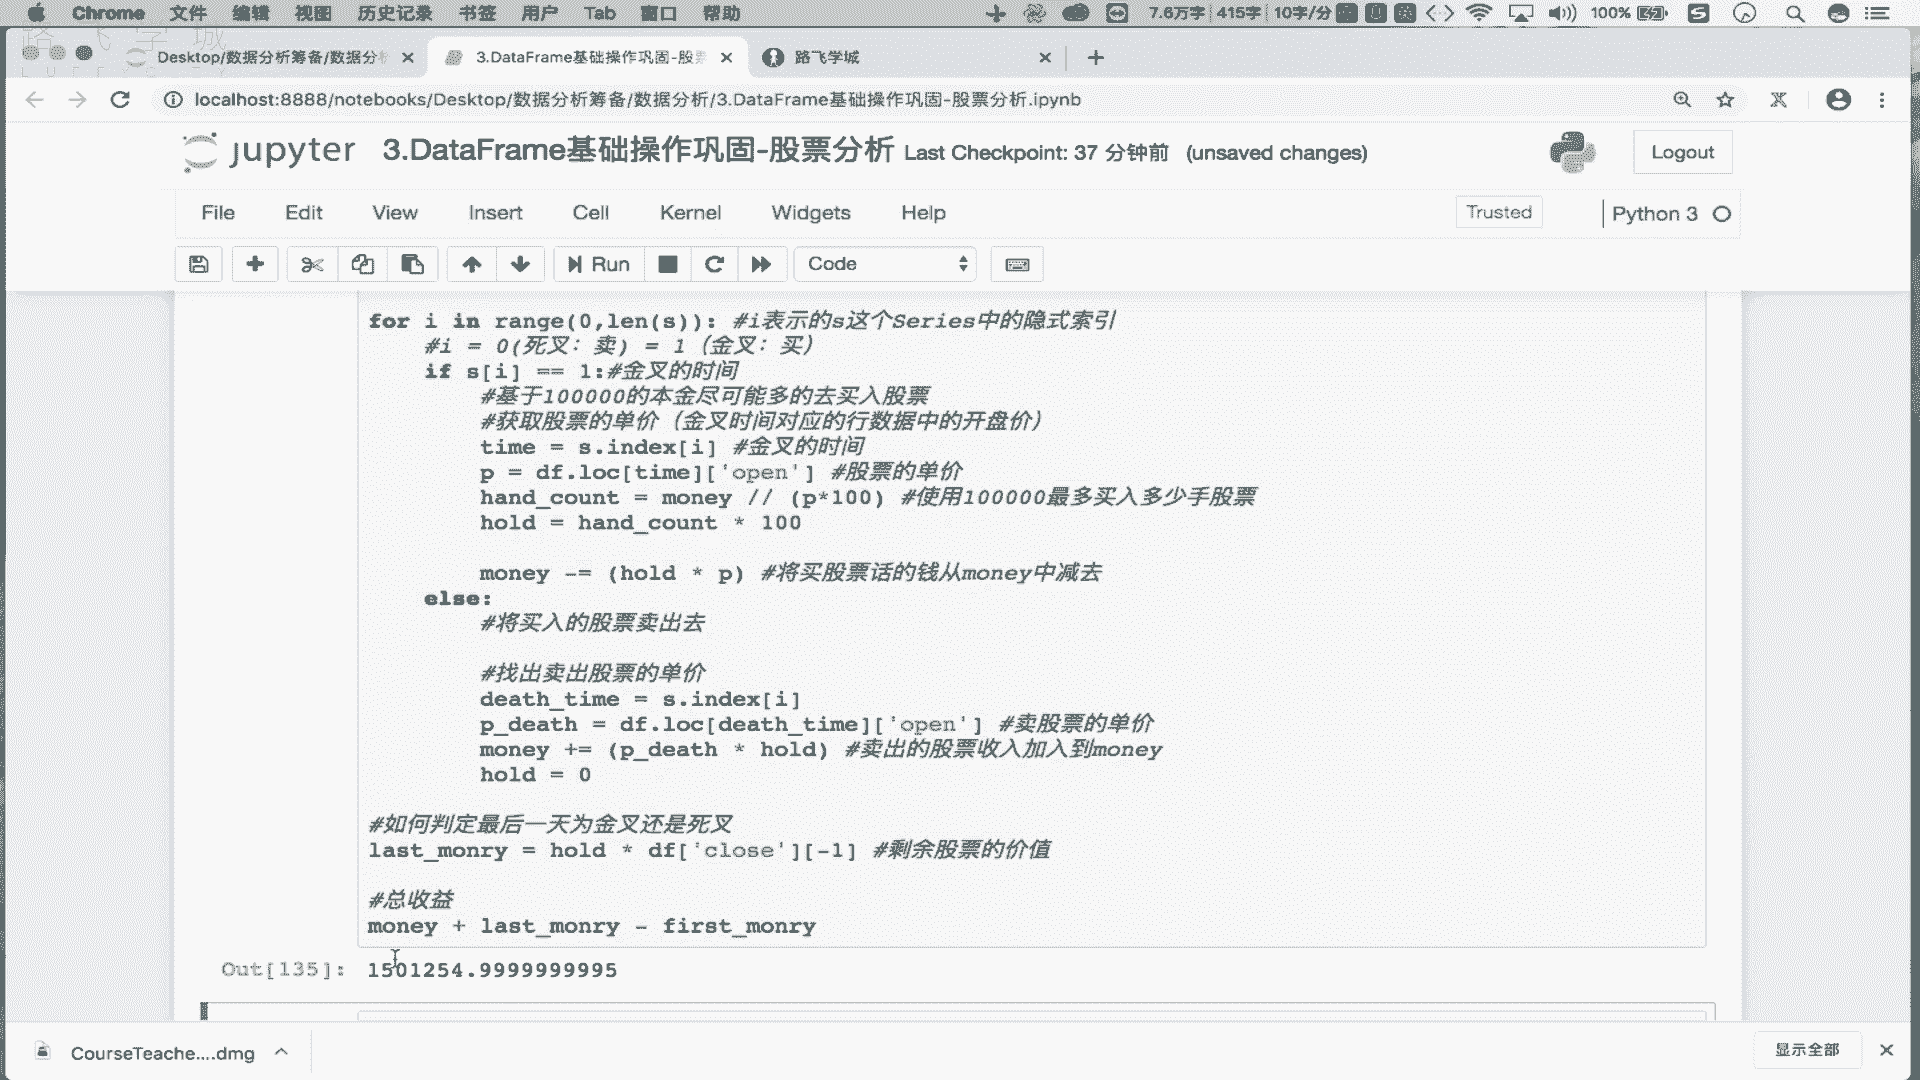 Chrome 文件 编辑 视图 历史记录 书签 用户 Tab 窗口 帮助 7.6万字 415字 10字/分 100%
Desktop/数据分析筹备/数据分析 3.DataFrame基础操作巩固-股票 路飞学城
localhost:8888/notebooks/Desktop/数据分析筹备/数据分析/3.DataFrame基础操作巩固-股票分析.ipynb
jupyter 3.DataFrame基础操作巩固-股票分析 Last Checkpoint: 37 分钟前 (unsaved changes) Logout
File Edit View Insert Cell Kernel Widgets Help Trusted Python 3
Run Code
for i in range(0,len(s)): #i表示的s这个Series中的隐式索引
#i = 0(死叉：卖) = 1（金叉：买）
if s[i] == 1:#金叉的时间
#基于100000的本金尽可能多的去买入股票
#获取股票的单价（金叉时间对应的行数据中的开盘价）
time = s.index[i] #金叉的时间
p = df.loc[time]['open'] #股票的单价
hand_count = money // (p*100) #使用100000最多买入多少手股票
hold = hand_count * 100
money -= (hold * p) #将买股票话的钱从money中减去
else:
#将买入的股票卖出去
#找出卖出股票的单价
death_time = s.index[i]
p_death = df.loc[death_time]['open'] #卖股票的单价
money += (p_death * hold) #卖出的股票收入加入到money
hold = 0
#如何判定最后一天为金叉还是死叉
last_monry = hold * df['close'][-1] #剩余股票的价值
#总收益
money + last_monry - first_monry
Out[135]: 1501254.9999999995
CourseTeache....dmg 显示全部